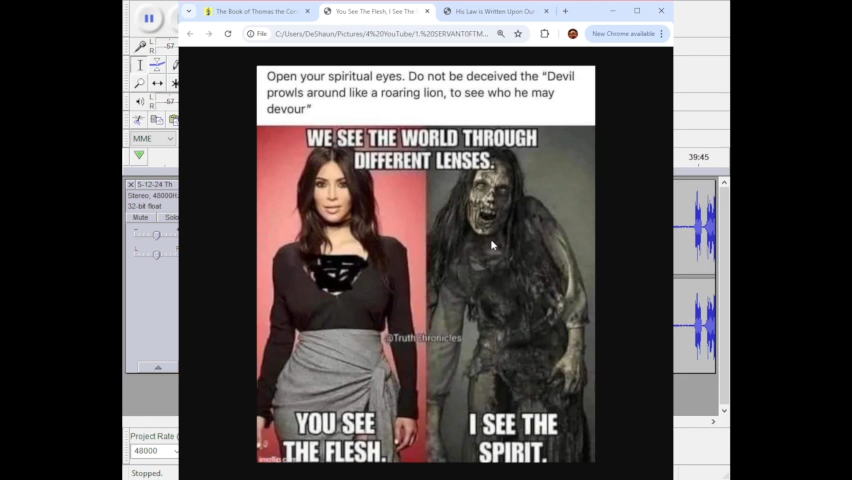 The Book of Thomas the Con
You See The Flesh, I See The
His Law is Written Upon Our
File
C:/Users/DeShaun/Pictures/4%20YouTube/1.%20SERVANT0FTM...
New Chrome available
-57
-57
L
R
MME
39:45
5-12-24 Th
Stereo, 48000Hz
32-bit float
Mute
Solo
L
R
Open your spiritual eyes. Do not be deceived the “Devil
prowls around like a roaring lion, to see who he may
devour”
WE SEE THE WORLD THROUGH
DIFFERENT LENSES.
@TruthChronicles
YOU SEE
THE FLESH.
I SEE THE
SPIRIT.
Project Rate (
48000
Stopped.